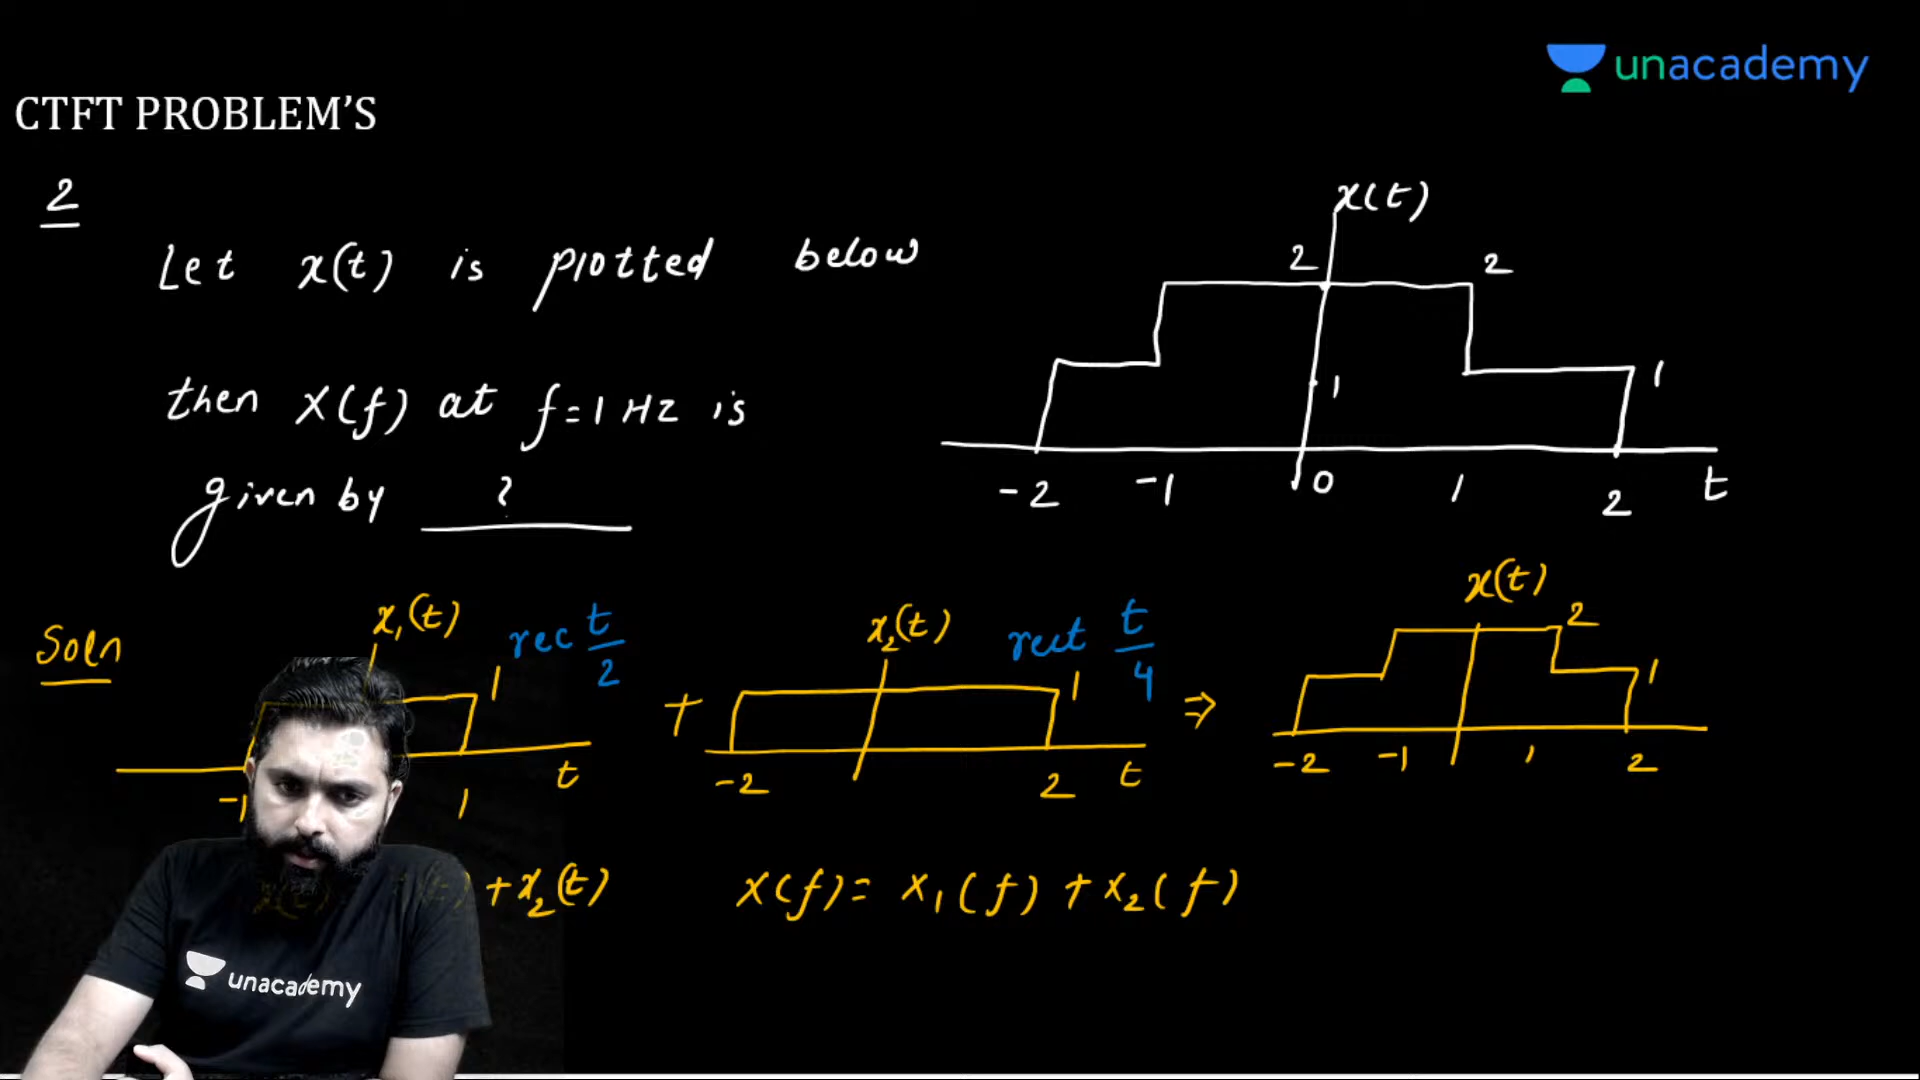 unacademy
CTFT PROBLEM'S
2
Let x(t) is plotted below
then X(f) at f=1 Hz is
given by ?
x(t)
2 2
1 1
-2 -1 0 1 2 t
Soln
x₁(t) rec t/2
1
-1 1 t
+
x₂(t) rect t/4
1
-2 2 t
⇒
x(t)
2
1
-2 -1 1 2
+x₂(t) X(f)= X₁(f)+X₂(f)
unacademy